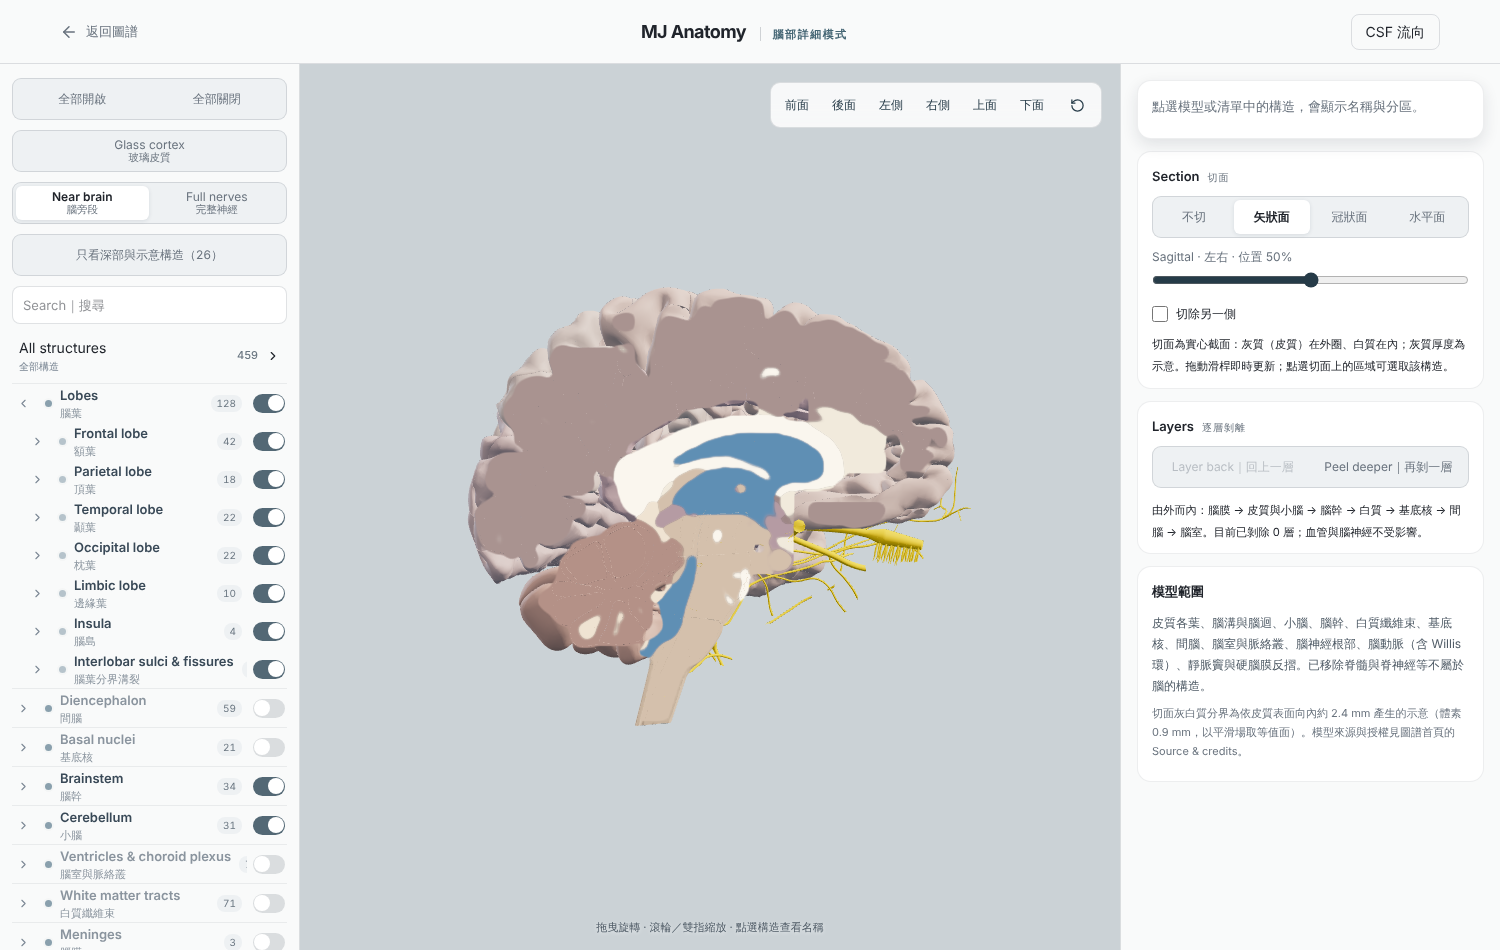 返回圖譜
MJ Anatomy
腦部詳細模式
CSF 流向
全部開啟 全部關閉
Glass cortex
玻璃皮質
Near brain
腦旁段
Full nerves
完整神經
只看深部與示意構造（26）
Search｜搜尋
All structures
全部構造
459
Lobes
腦葉
128
Frontal lobe
額葉
42
Parietal lobe
頂葉
18
Temporal lobe
顳葉
22
Occipital lobe
枕葉
22
Limbic lobe
邊緣葉
10
Insula
腦島
4
Interlobar sulci & fissures
腦葉分界溝裂
Diencephalon
間腦
59
Basal nuclei
基底核
21
Brainstem
腦幹
34
Cerebellum
小腦
31
Ventricles & choroid plexus
腦室與脈絡叢
White matter tracts
白質纖維束
71
Meninges
3
前面 後面 左側 右側 上面 下面
拖曳旋轉 · 滾輪／雙指縮放 · 點選構造查看名稱
點選模型或清單中的構造，會顯示名稱與分區。
Section 切面
不切 矢狀面 冠狀面 水平面
Sagittal · 左右 · 位置 50%
切除另一側
切面為實心截面：灰質（皮質）在外圈、白質在內；灰質厚度為
示意。拖動滑桿即時更新；點選切面上的區域可選取該構造。
Layers 逐層剝離
Layer back｜回上一層 Peel deeper｜再剝一層
由外而內：腦膜 → 皮質與小腦 → 腦幹 → 白質 → 基底核 → 間
腦 → 腦室。目前已剝除 0 層；血管與腦神經不受影響。
模型範圍
皮質各葉、腦溝與腦迴、小腦、腦幹、白質纖維束、基底
核、間腦、腦室與脈絡叢、腦神經根部、腦動脈（含 Willis
環）、靜脈竇與硬腦膜反摺。已移除脊髓與脊神經等不屬於
腦的構造。
切面灰白質分界為依皮質表面向內約 2.4 mm 產生的示意（體素
0.9 mm，以平滑場取等值面）。模型來源與授權見圖譜首頁的
Source & credits。